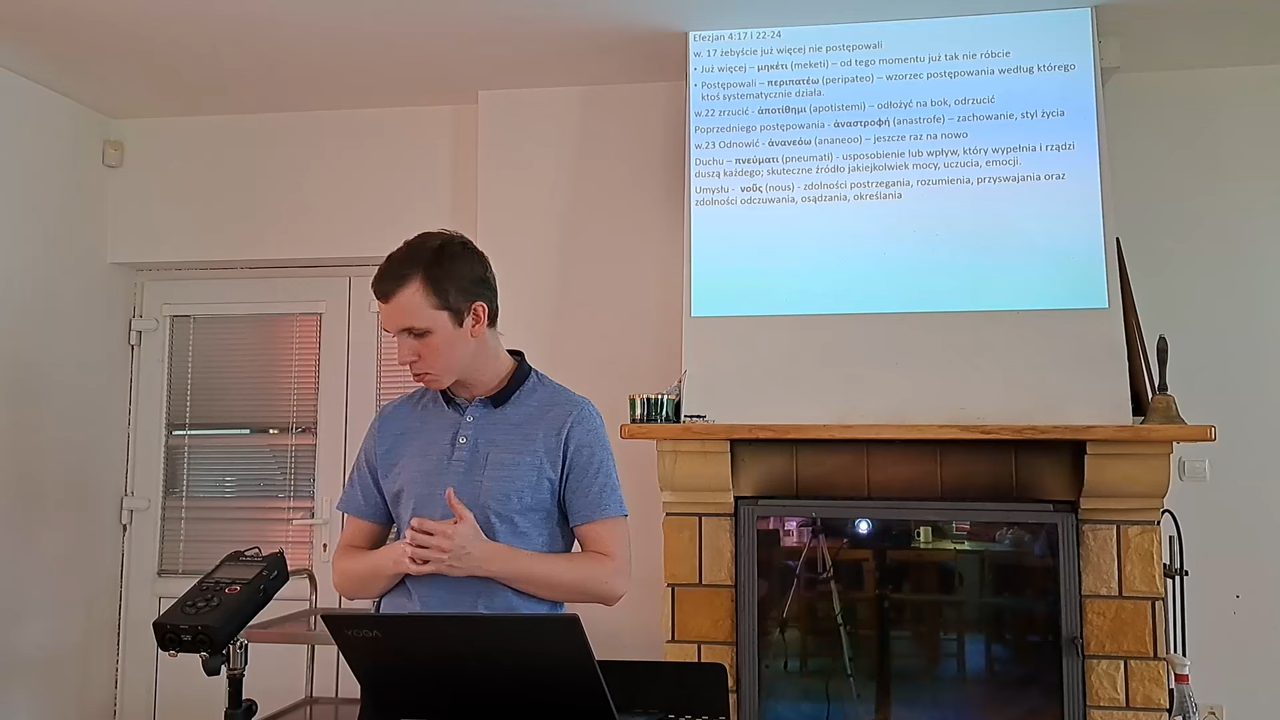 Efezjan 4:17 i 22-24
w. 17 żebyście już więcej nie postępowali
• Już więcej – μηκέτι (meketi) – od tego momentu już tak nie róbcie
• Postępowali – περιπατέω (peripateo) – wzorzec postępowania według którego
ktoś systematycznie działa.
w.22 zrzucić - ἀποτίθημι (apotistemi) – odłożyć na bok, odrzucić
Poprzedniego postępowania - ἀναστροφή (anastrofe) – zachowanie, styl życia
w.23 Odnowić - ἀνανεόω (ananeoo) – jeszcze raz na nowo
Duchu – πνεύματι (pneumati) - usposobienie lub wpływ, który wypełnia i rządzi
duszą każdego; skuteczne źródło jakiejkolwiek mocy, uczucia, emocji.
Umysłu - νοῦς (nous) - zdolności postrzegania, rozumienia, przyswajania oraz
zdolności odczuwania, osądzania, określania
YOGA